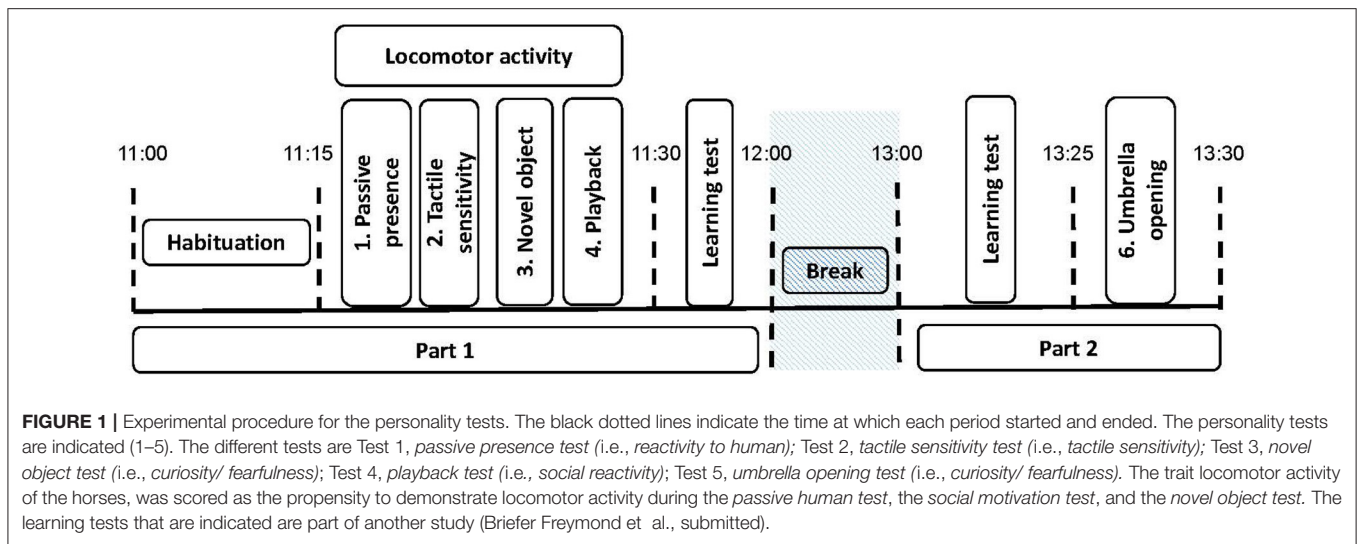 Locomotor activity
11:00
11:15
1. Passive
presence
2. Tactile
sensitivity
3. Novel object
4. Playback
11:30
Learning test
12:00
13:00
Learning test
13:25
6. Umbrella
opening
13:30
Habituation
Break
Part 1
Part 2
FIGURE 1 | Experimental procedure for the personality tests. The black dotted lines indicate the time at which each period started and ended. The personality tests
are indicated (1–5). The different tests are Test 1, passive presence test (i.e., reactivity to human); Test 2, tactile sensitivity test (i.e., tactile sensitivity); Test 3, novel
object test (i.e., curiosity/ fearfulness); Test 4, playback test (i.e., social reactivity); Test 5, umbrella opening test (i.e., curiosity/ fearfulness). The trait locomotor activity
of the horses, was scored as the propensity to demonstrate locomotor activity during the passive human test, the social motivation test, and the novel object test. The
learning tests that are indicated are part of another study (Briefer Freymond et al., submitted).